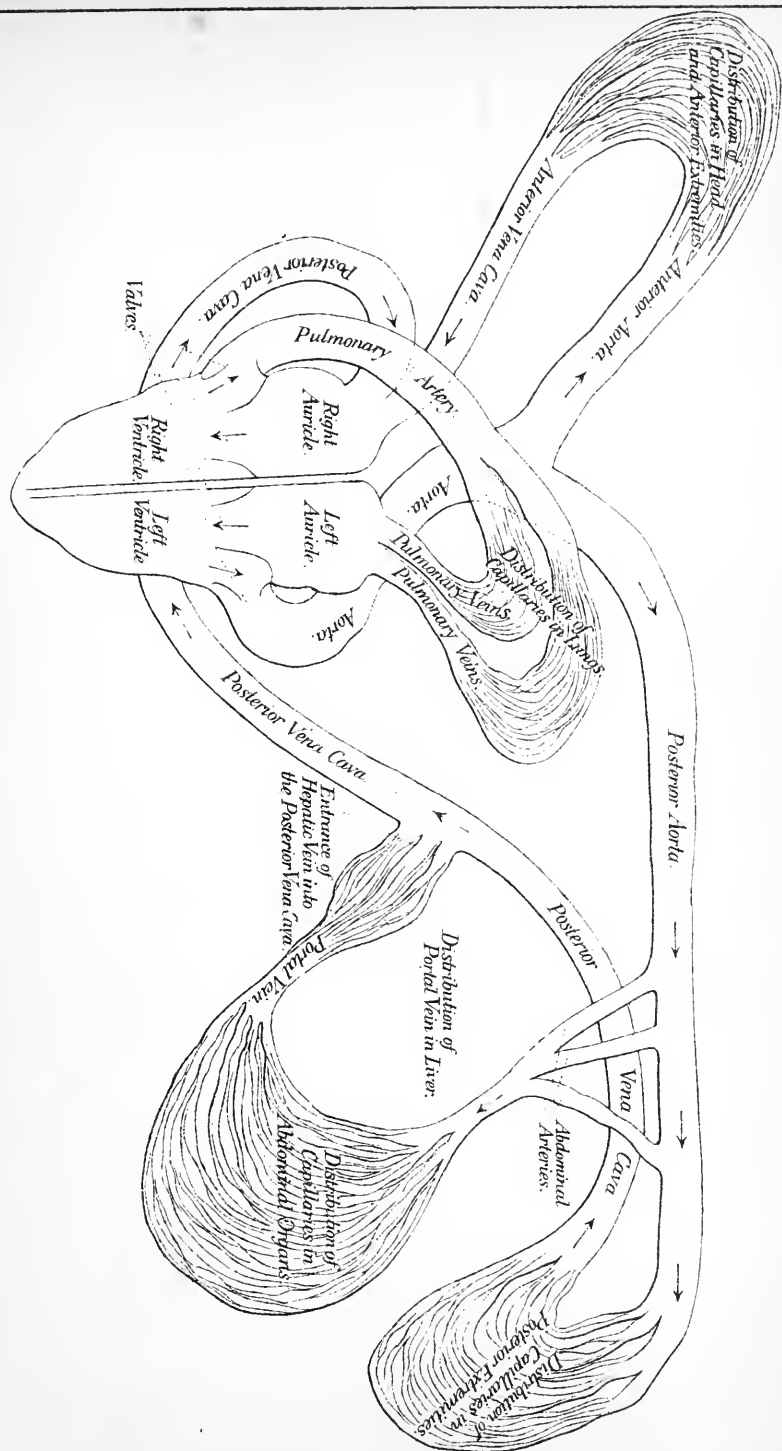 Distribution of
Capillaries in Head
and Anterior Extremities.
Anterior Vena Cava.
Anterior Aorta.
Posterior Vena Cava.
Valves.
Pulmonary Artery.
Right
Auricle.
Aorta.
Right
Ventricle.
Left
Ventricle
Left
Auricle.
Pulmonary Veins.
Pulmonary Veins.
Distribution of
Capillaries in Lungs.
Aorta.
Posterior Aorta.
Posterior Vena Cava.
Entrance of
Hepatic Vein into
the Posterior Vena Cava.
Portal Vein.
Distribution of
Portal Vein in Liver.
Posterior Vena Cava
Abdominal
Arteries.
Distribution of
Capillaries in
Abdominal Organs.
Distribution of
Capillaries in
Posterior Extremities.